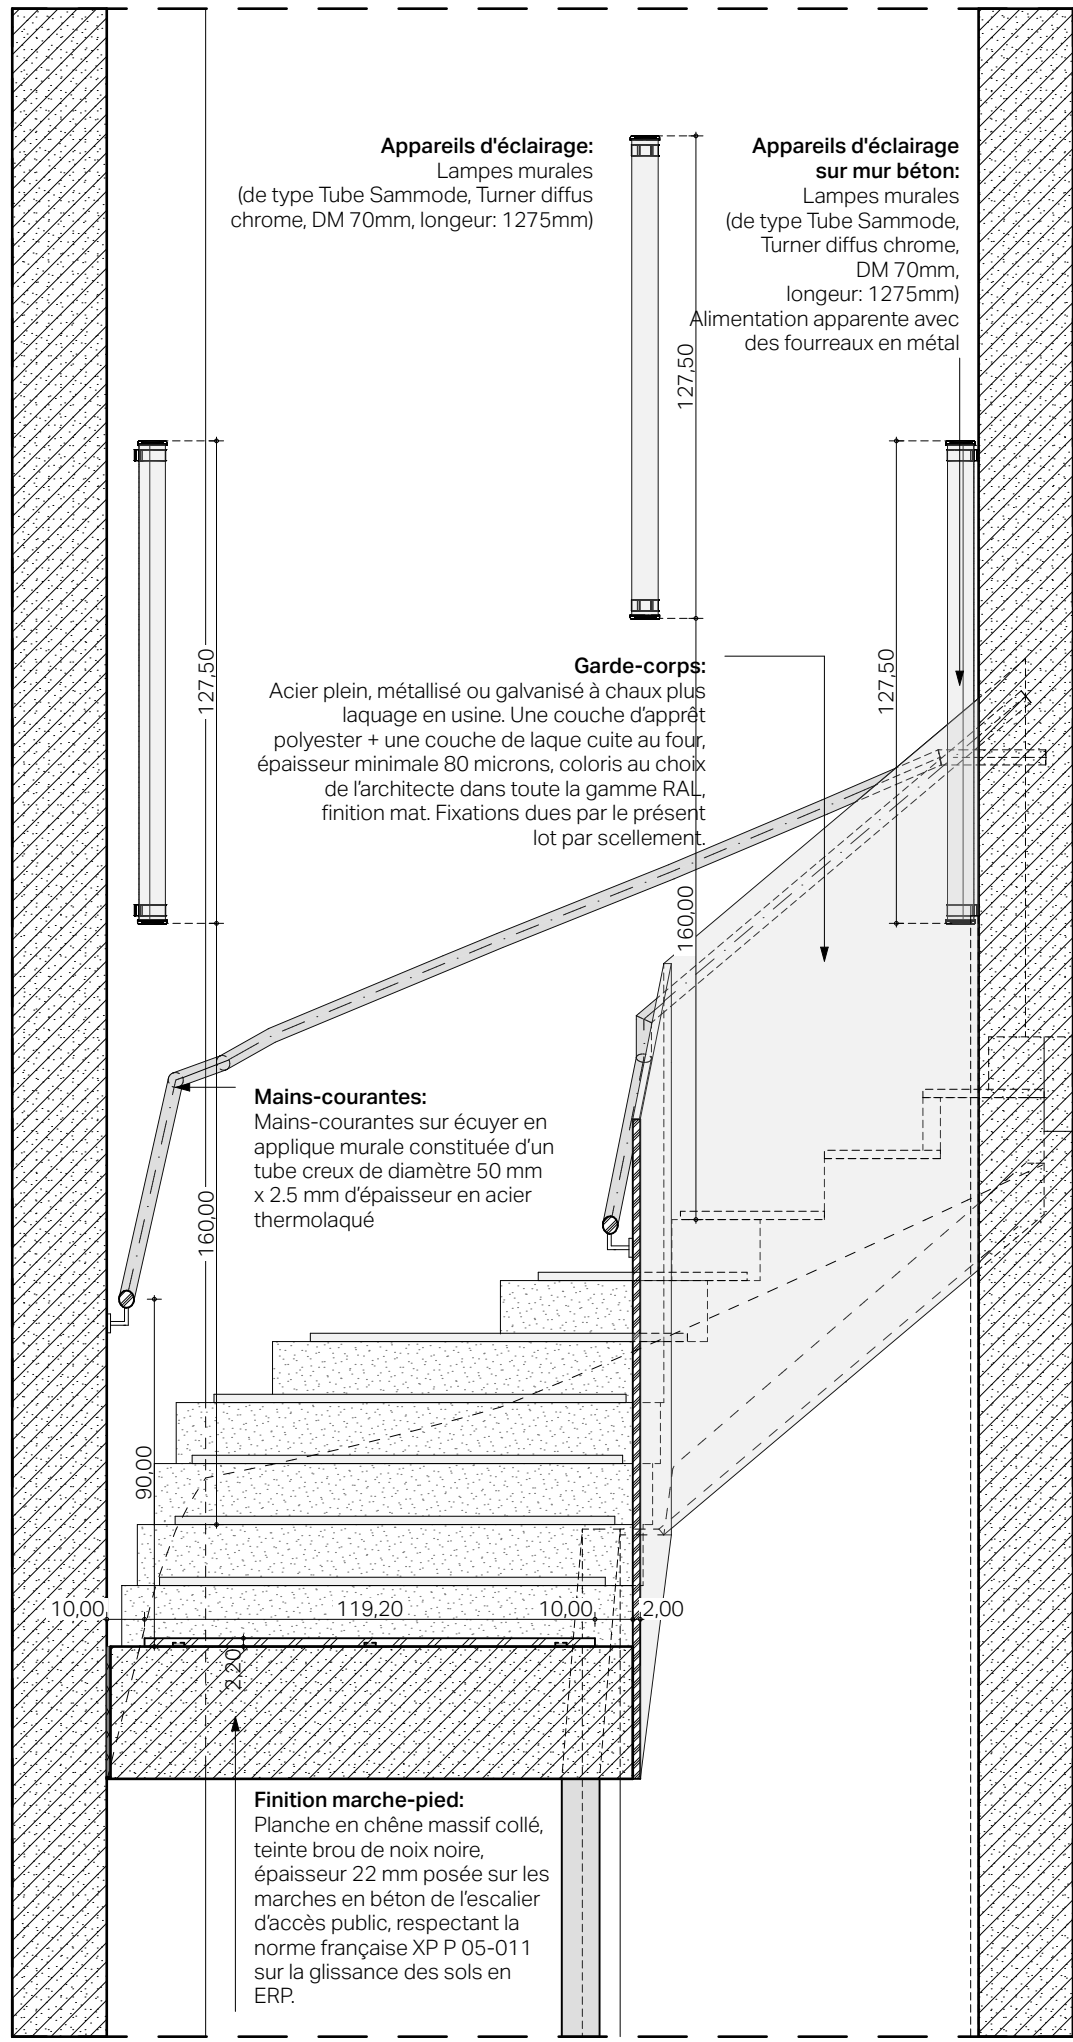 Appareils d'éclairage:
Lampes murales
(de type Tube Sammode, Turner diffus
chrome, DM 70mm, longeur: 1275mm)
Appareils d'éclairage
sur mur béton:
Lampes murales
(de type Tube Sammode,
Turner diffus chrome,
DM 70mm,
longeur: 1275mm)
Alimentation apparente avec
des fourreaux en métal
127,50
127,50
127,50
Garde-corps:
Acier plein, métallisé ou galvanisé à chaux plus
laquage en usine. Une couche d’apprêt
polyester + une couche de laque cuite au four,
épaisseur minimale 80 microns, coloris au choix
de l’architecte dans toute la gamme RAL,
finition mat. Fixations dues par le présent
lot par scellement.
160,00
Mains-courantes:
Mains-courantes sur écuyer en
applique murale constituée d’un
tube creux de diamètre 50 mm
x 2.5 mm d’épaisseur en acier
thermolaqué
160,00
90,00
10,00
119,20
10,00
2,00
2,20
Finition marche-pied:
Planche en chêne massif collé,
teinte brou de noix noire,
épaisseur 22 mm posée sur les
marches en béton de l’escalier
d’accès public, respectant la
norme française XP P 05-011
sur la glissance des sols en
ERP.